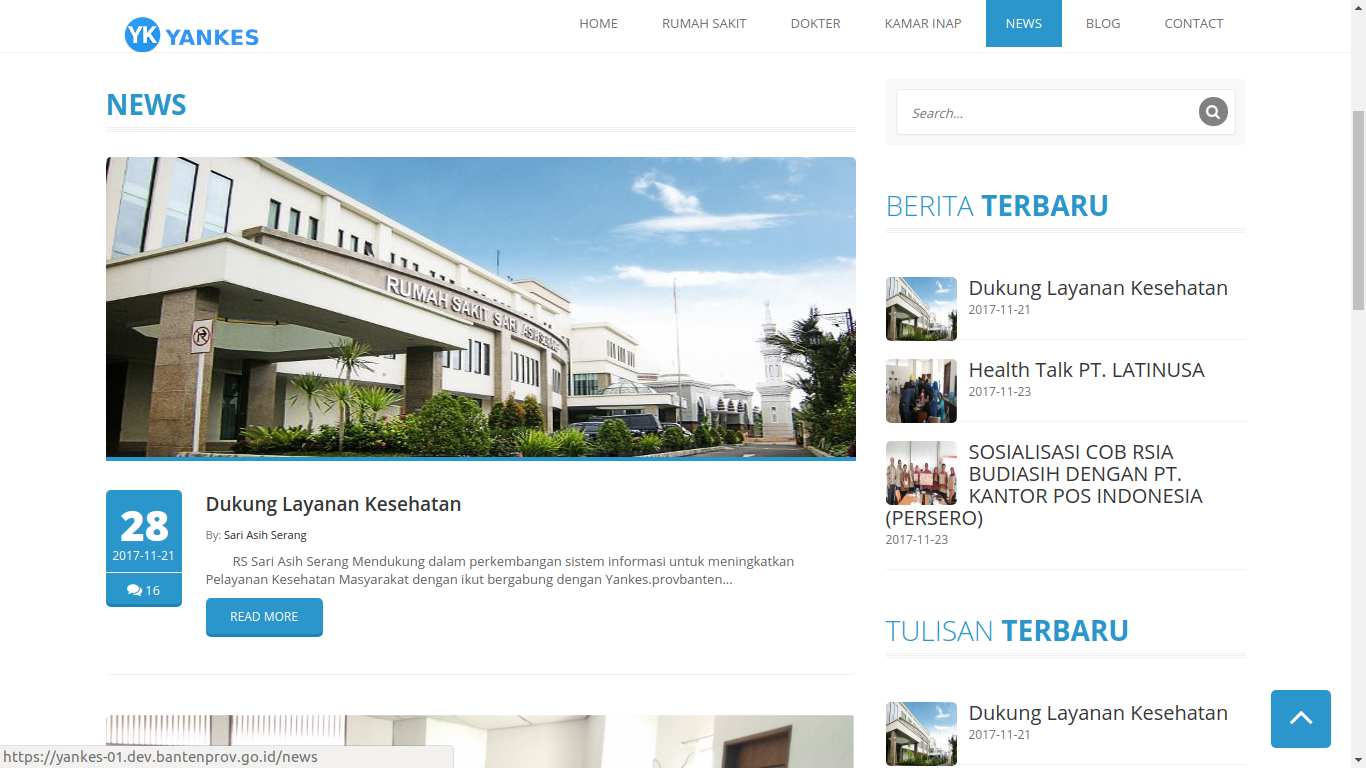 YK YANKES
HOME RUMAH SAKIT DOKTER KAMAR INAP NEWS BLOG CONTACT
NEWS
RUMAH SAKIT SARI ASIH SERANG
28
2017-11-21
16
Dukung Layanan Kesehatan
By: Sari Asih Serang
RS Sari Asih Serang Mendukung dalam perkembangan sistem informasi untuk meningkatkan
Pelayanan Kesehatan Masyarakat dengan ikut bergabung dengan Yankes.provbanten...
READ MORE
Search...
BERITA TERBARU
Dukung Layanan Kesehatan
2017-11-21
Health Talk PT. LATINUSA
2017-11-23
SOSIALISASI COB RSIA
BUDIASIH DENGAN PT.
KANTOR POS INDONESIA
(PERSERO)
2017-11-23
TULISAN TERBARU
Dukung Layanan Kesehatan
2017-11-21
https://yankes-01.dev.bantenprov.go.id/news